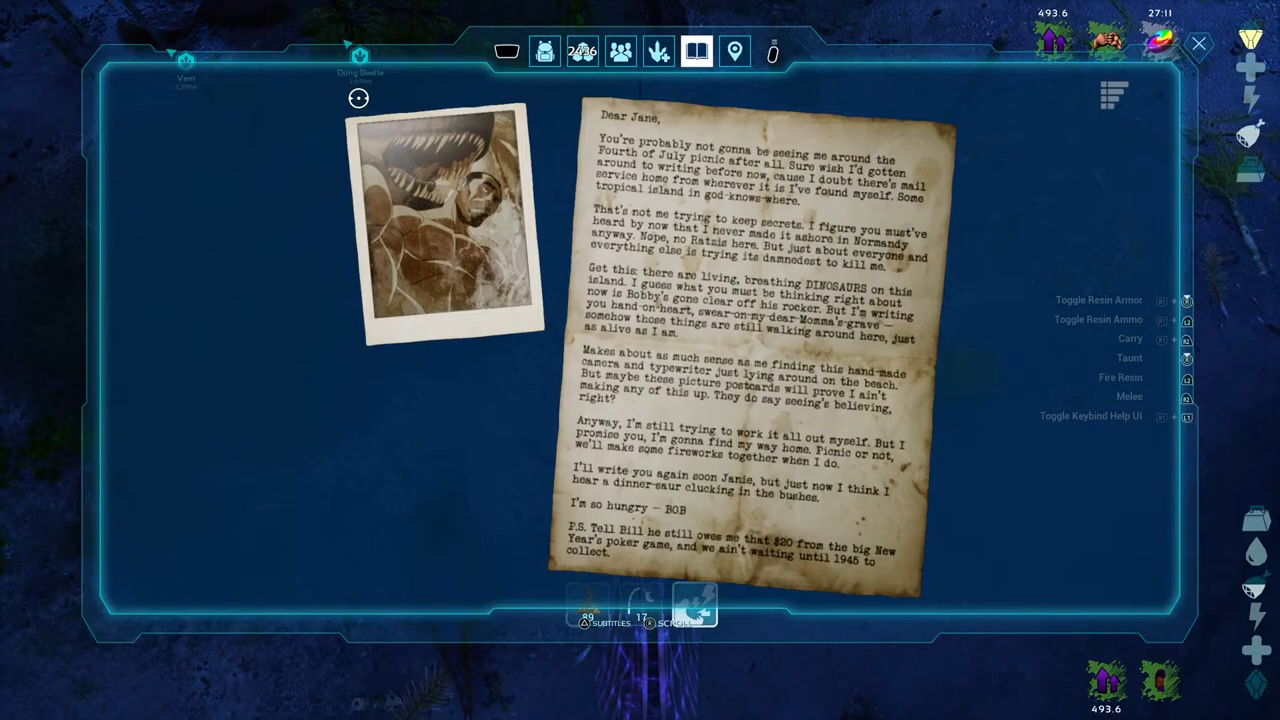 493.6
27:11
2436
Vein
Dung Beetle
Dear Jane,
You're probably not gonna be seeing me around the
Fourth of July picnic after all. Sure wish I'd gotten
around to writing before now, cause I doubt there's mail
service home from wherever it is I've found myself. Some
tropical island in god-knows-where.
That's not me trying to keep secrets. I figure you must've
heard by now that I never made it ashore in Normandy
anyway. Nope, no Ratzis here. But just about everyone and
everything else is trying its damnedest to kill me.
Get this: there are living, breathing DINOSAURS on this
island. I guess what you must be thinking right about
now is Bobby's gone clear off his rocker. But I'm writing
you hand-on-heart, swear-on-my-dear-Momma's-grave —
somehow those things are still walking around here, just
as alive as I am.
Makes about as much sense as me finding this hand-made
camera and typewriter just lying around on the beach.
But maybe these picture postcards will prove I ain't
making any of this up. They do say seeing's believing,
right?
Anyway, I'm still trying to work it all out myself. But I
promise you, I'm gonna find my way home. Picnic or not,
we'll make some fireworks together when I do.
I'll write you again soon Janie, but just now I think I
hear a dinner-saur clucking in the bushes.
I'm so hungry — BOB
P.S. Tell Bill he still owes me that $20 from the big New
Year's poker game, and we ain't waiting until 1945 to
collect.
Toggle Resin Armor R1 +
Toggle Resin Ammo R1 + L2
Carry R1 + R2
Taunt
Fire Resin L2
Melee R2
Toggle Keybind Help UI R1 + L1
89
17
SUBTITLES R SCROLL
493.6